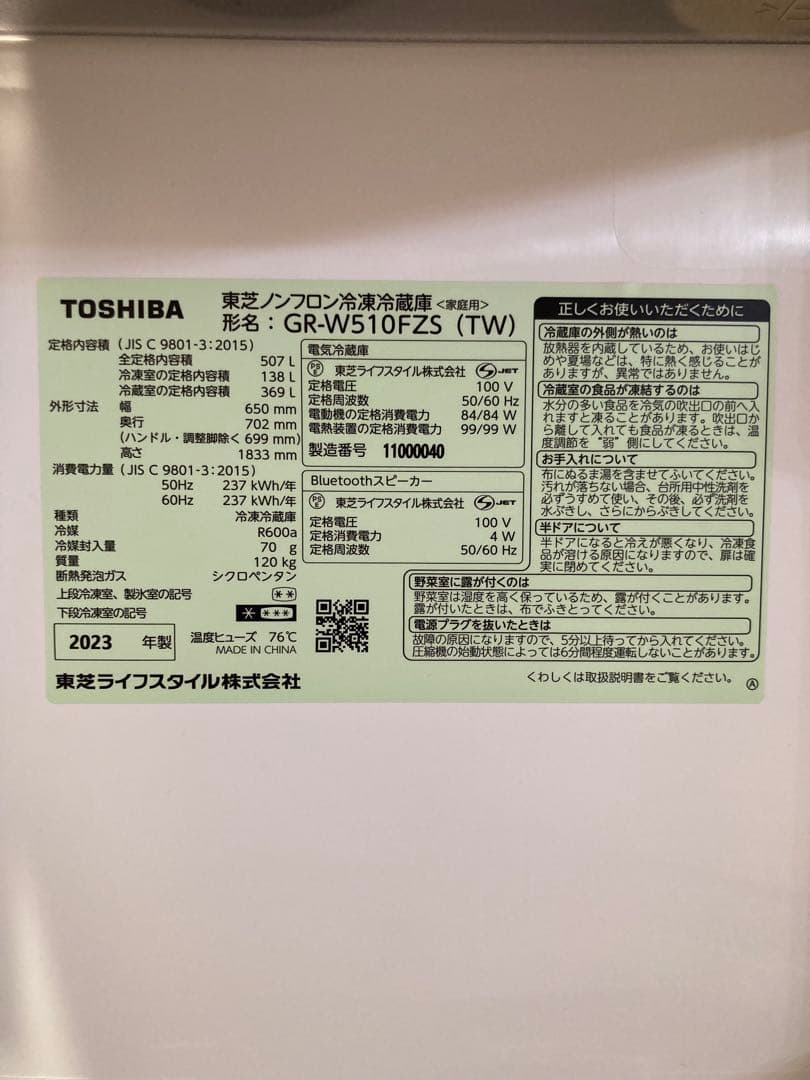 TOSHIBA
東芝ノンフロン冷凍冷蔵庫 <家庭用>
形名：GR-W510FZS (TW)
定格内容積 (JIS C 9801-3:2015)
全定格内容積 507 L
冷凍室の定格内容積 138 L
冷蔵室の定格内容積 369 L
外形寸法 幅 650 mm
奥行 702 mm
(ハンドル・調整脚除く 699 mm)
高さ 1833 mm
消費電力量 (JIS C 9801-3:2015)
50Hz 237 kWh/年
60Hz 237 kWh/年
種類 冷凍冷蔵庫
冷媒 R600a
冷媒封入量 70 g
質量 120 kg
断熱発泡ガス シクロペンタン
上段冷凍室、製氷室の記号 **
下段冷凍室の記号 * ***
2023 年製
温度ヒューズ 76℃
MADE IN CHINA
東芝ライフスタイル株式会社
電気冷蔵庫
PSE 東芝ライフスタイル株式会社 JET
定格電圧 100 V
定格周波数 50/60 Hz
電動機の定格消費電力 84/84 W
電熱装置の定格消費電力 99/99 W
製造番号 11000040
Bluetoothスピーカー
PSE 東芝ライフスタイル株式会社 JET
定格電圧 100 V
定格消費電力 4 W
定格周波数 50/60 Hz
正しくお使いいただくために
冷蔵庫の外側が熱いのは
放熱器を内蔵しているため、お使いはじ
めや夏場などは、特に熱く感じることが
ありますが、異常ではありません。
冷蔵室の食品が凍結するのは
水分の多い食品を冷気の吹出口の前へ入
れますと凍ることがあります。吹出口か
ら離して入れても食品が凍るときは、温
度調節を“弱”側にしてください。
お手入れについて
布にぬるま湯を含ませてふいてください。
汚れが落ちない場合、台所用中性洗剤を
必ずうすめて使い、その後、必ず洗剤を
水ぶきし、さらにからぶきしてください。
半ドアについて
半ドアになると冷えが悪くなり、冷凍食
品が溶ける原因になりますので、扉は確
実に閉めてください。
野菜室に露が付くのは
野菜室は湿度を高く保っているため、露が付くことがあります。
露が付いたときは、布でふきとってください。
電源プラグを抜いたときは
故障の原因になりますので、5分以上待ってから入れてください。
圧縮機の始動状態によっては6分間程度運転しないことがあります。
くわしくは取扱説明書をご覧ください。 Ⓐ